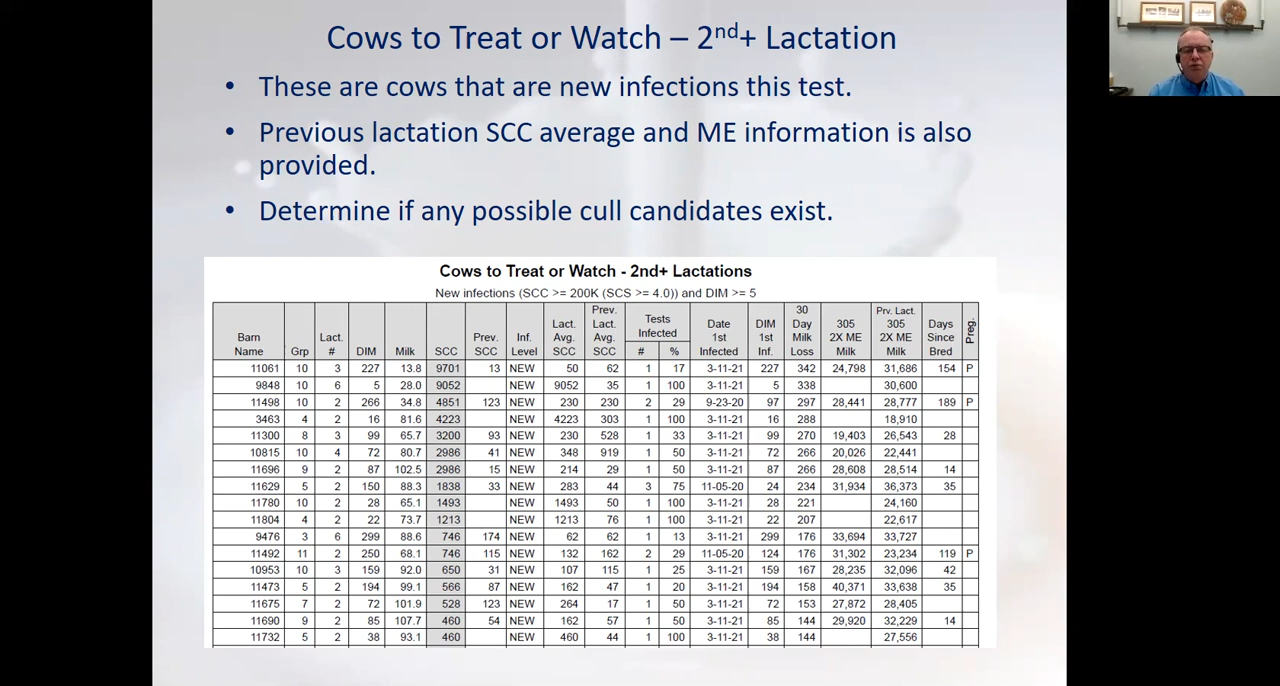 Cows to Treat or Watch – 2nd+ Lactation
• These are cows that are new infections this test.
• Previous lactation SCC average and ME information is also
provided.
• Determine if any possible cull candidates exist.
Cows to Treat or Watch - 2nd+ Lactations
New infections (SCC >= 200K (SCS >= 4.0)) and DIM >= 5
Barn Name Grp Lact. # DIM Milk SCC Prev. SCC Inf. Level Lact. Avg. SCC Prev. Lact. Avg. SCC Tests Infected # % Date 1st Infected DIM 1st Inf. 30 Day Milk Loss 305 2X ME Milk Prv. Lact. 305 2X ME Milk Days Since Bred Preg.
11061 10 3 227 13.8 9701 13 NEW 50 62 1 17 3-11-21 227 342 24,798 31,686 154 P
9848 10 6 5 28.0 9052 NEW 9052 35 1 100 3-11-21 5 338 30,600
11498 10 2 266 34.8 4851 123 NEW 230 230 2 29 9-23-20 97 297 28,441 28,777 189 P
3463 4 2 16 81.6 4223 NEW 4223 303 1 100 3-11-21 16 288 18,910
11300 8 3 99 65.7 3200 93 NEW 230 528 1 33 3-11-21 99 270 19,403 26,543 28
10815 10 4 72 80.7 2986 41 NEW 348 919 1 50 3-11-21 72 266 20,026 22,441
11696 9 2 87 102.5 2986 15 NEW 214 29 1 50 3-11-21 87 266 28,608 28,514 14
11629 5 2 150 88.3 1838 33 NEW 283 44 3 75 11-05-20 24 234 31,934 36,373 35
11780 10 2 28 65.1 1493 NEW 1493 50 1 100 3-11-21 28 221 24,160
11804 4 2 22 73.7 1213 NEW 1213 76 1 100 3-11-21 22 207 22,617
9476 3 6 299 88.6 746 174 NEW 62 62 1 13 3-11-21 299 176 33,694 33,727
11492 11 2 250 68.1 746 115 NEW 132 162 2 29 11-05-20 124 176 31,302 23,234 119 P
10953 10 3 159 92.0 650 31 NEW 107 115 1 25 3-11-21 159 167 28,235 32,096 42
11473 5 2 194 99.1 566 87 NEW 162 47 1 20 3-11-21 194 158 40,371 33,638 35
11675 7 2 72 101.9 528 123 NEW 264 17 1 50 3-11-21 72 153 27,872 28,405
11690 9 2 85 107.7 460 54 NEW 162 57 1 50 3-11-21 85 144 29,920 32,229 14
11732 5 2 38 93.1 460 NEW 460 44 1 100 3-11-21 38 144 27,556